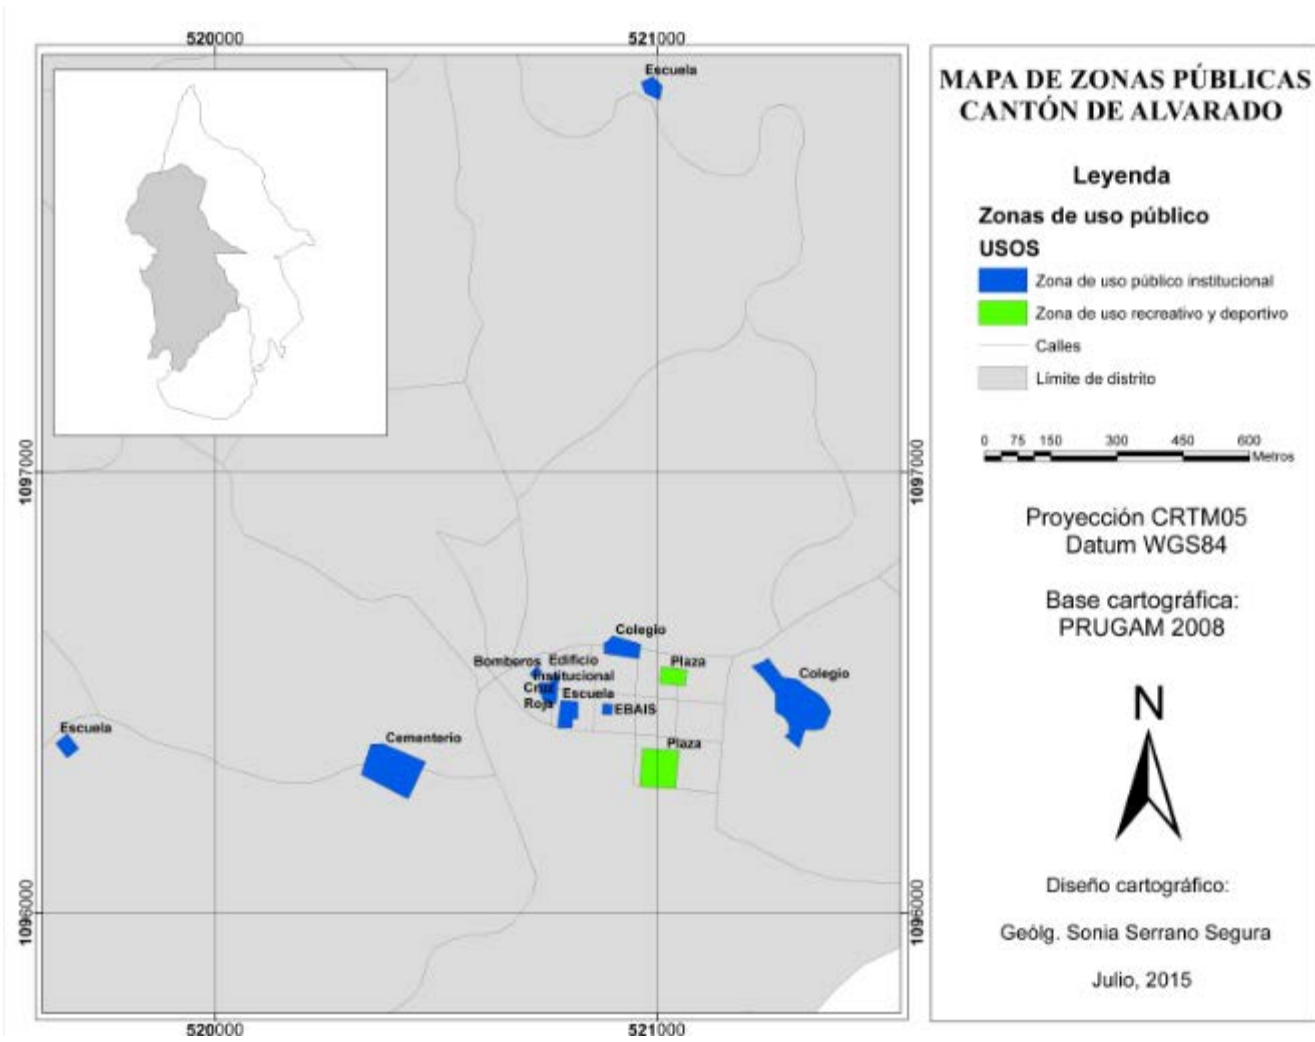 520000
521000
Escuela
1097000
1097000
Colegio
Bomberos
Edificio
Institucional
Plaza
Cruz
Roja
Escuela
EBAIS
Colegio
Escuela
Cementerio
Plaza
1096000
1096000
520000
521000
MAPA DE ZONAS PÚBLICAS
CANTÓN DE ALVARADO
Leyenda
Zonas de uso público
USOS
Zona de uso público institucional
Zona de uso recreativo y deportivo
Calles
Límite de distrito
0 75 150 300 450 600
Metros
Proyección CRTM05
Datum WGS84
Base cartográfica:
PRUGAM 2008
N
Diseño cartográfico:
Geólg. Sonia Serrano Segura
Julio, 2015